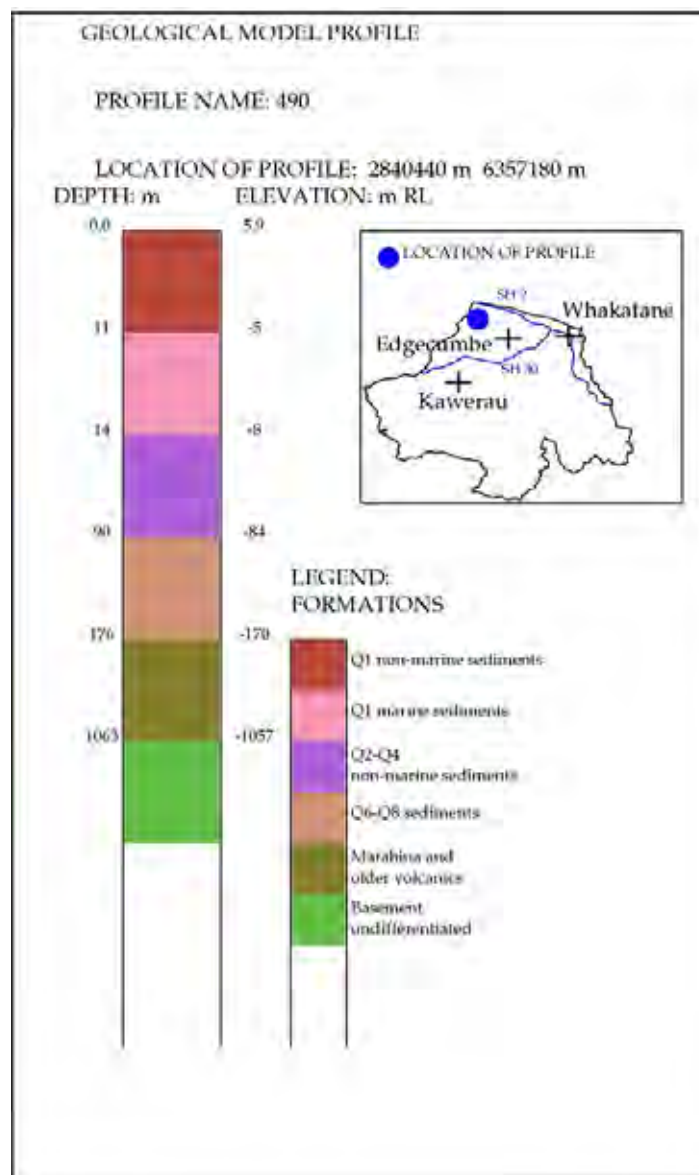 GEOLOGICAL MODEL PROFILE
PROFILE NAME: 490
LOCATION OF PROFILE: 2840440 m 6357180 m
DEPTH: m ELEVATION: m RL
0.0 5.9
11 -5
14 -8
90 -84
176 -170
1063 -1057
LOCATION OF PROFILE
SH 2
Whakatane
Edgecumbe
SH 30
Kawerau
LEGEND:
FORMATIONS
Q1 non-marine sediments
Q1 marine sediments
Q2-Q4
non-marine sediments
Q6-Q8 sediments
Matahina and
older volcanics
Basement
undifferentiated